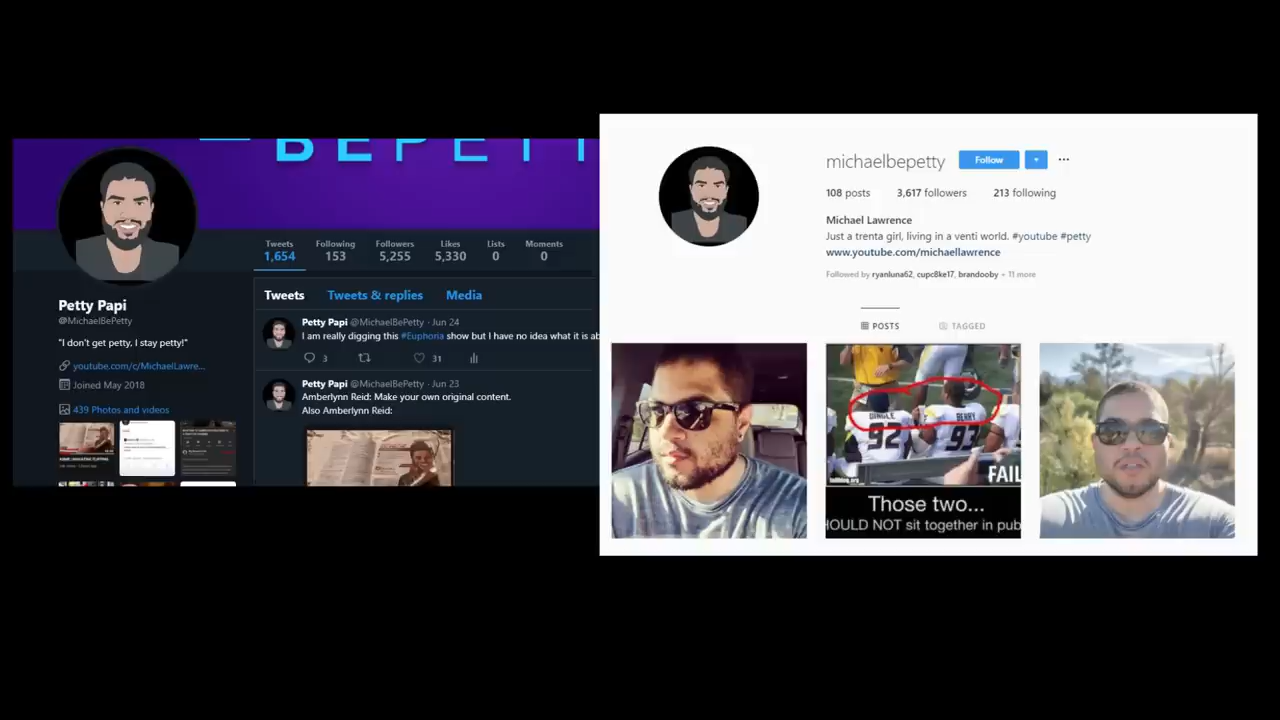 BEPETT
Tweets Following Followers Likes Lists Moments
1,654 153 5,255 5,330 0 0
Petty Papi
@MichaelBePetty
"I don't get petty, I stay petty!"
youtube.com/c/MichaelLawre...
Joined May 2018
439 Photos and videos
Tweets Tweets & replies Media
Petty Papi @MichaelBePetty · Jun 24
I am really digging this #Euphoria show but I have no idea what it is ab
3 31
Petty Papi @MichaelBePetty · Jun 23
Amberlynn Reid: Make your own original content.
Also Amberlynn Reid:
michaelbepetty Follow
108 posts 3,617 followers 213 following
Michael Lawrence
Just a trenta girl, living in a venti world. #youtube #petty
www.youtube.com/michaellawrence
Followed by ryanluna62, cupc8ke17, brandooby + 11 more
POSTS TAGGED
DINGLE BERRY
92 93
FAIL
failblog.org
Those two...
HOULD NOT sit together in pub